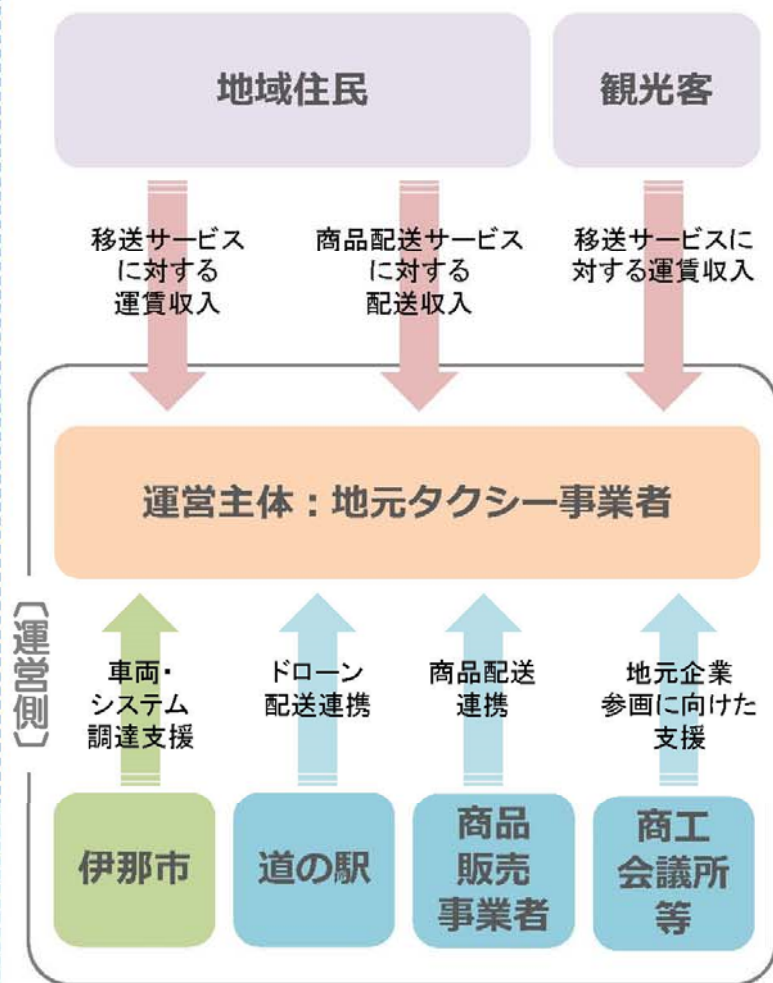 地域住民
観光客
移送サービス
に対する
運賃収入
商品配送サービス
に対する
配送収入
移送サービスに
対する運賃収入
運営主体：地元タクシー事業者
〔運営側〕
車両・
システム
調達支援
ドローン
配送連携
商品配送
連携
地元企業
参画に向けた
支援
伊那市
道の駅
商品
販売
事業者
商工
会議所
等